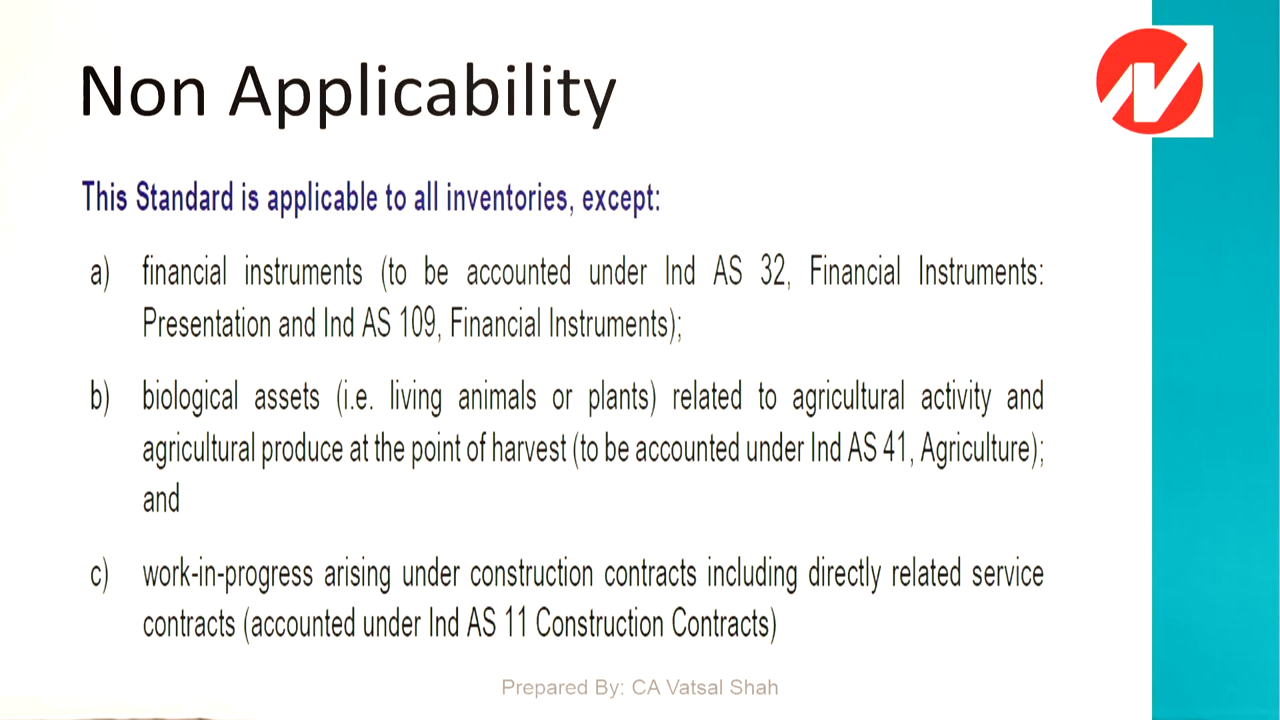 Non Applicability
This Standard is applicable to all inventories, except:
a) financial instruments (to be accounted under Ind AS 32, Financial Instruments:
Presentation and Ind AS 109, Financial Instruments);
b) biological assets (i.e. living animals or plants) related to agricultural activity and
agricultural produce at the point of harvest (to be accounted under Ind AS 41, Agriculture);
and
c) work-in-progress arising under construction contracts including directly related service
contracts (accounted under Ind AS 11 Construction Contracts)
Prepared By: CA Vatsal Shah